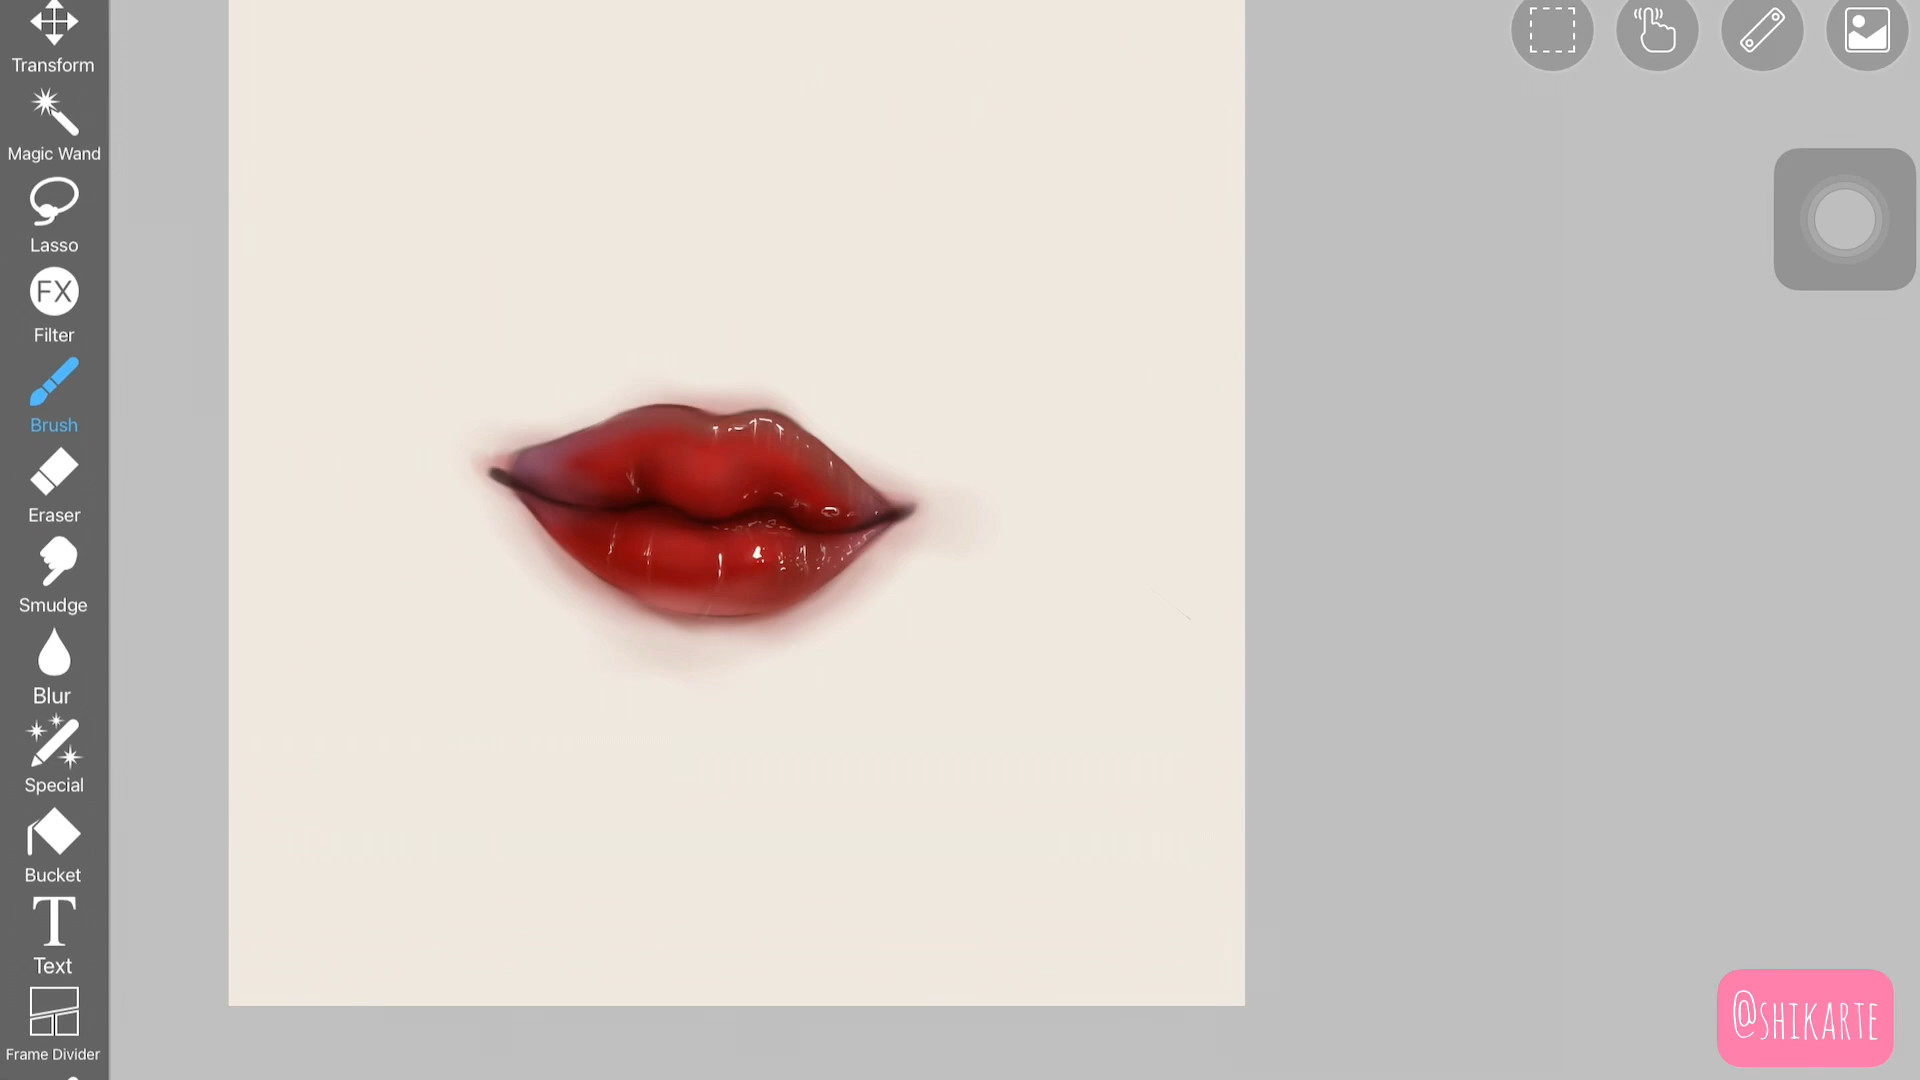 Transform
Magic Wand
Lasso
FX
Filter
Brush
Eraser
Smudge
Blur
Special
Bucket
T
Text
Frame Divider
@SHIKARTE